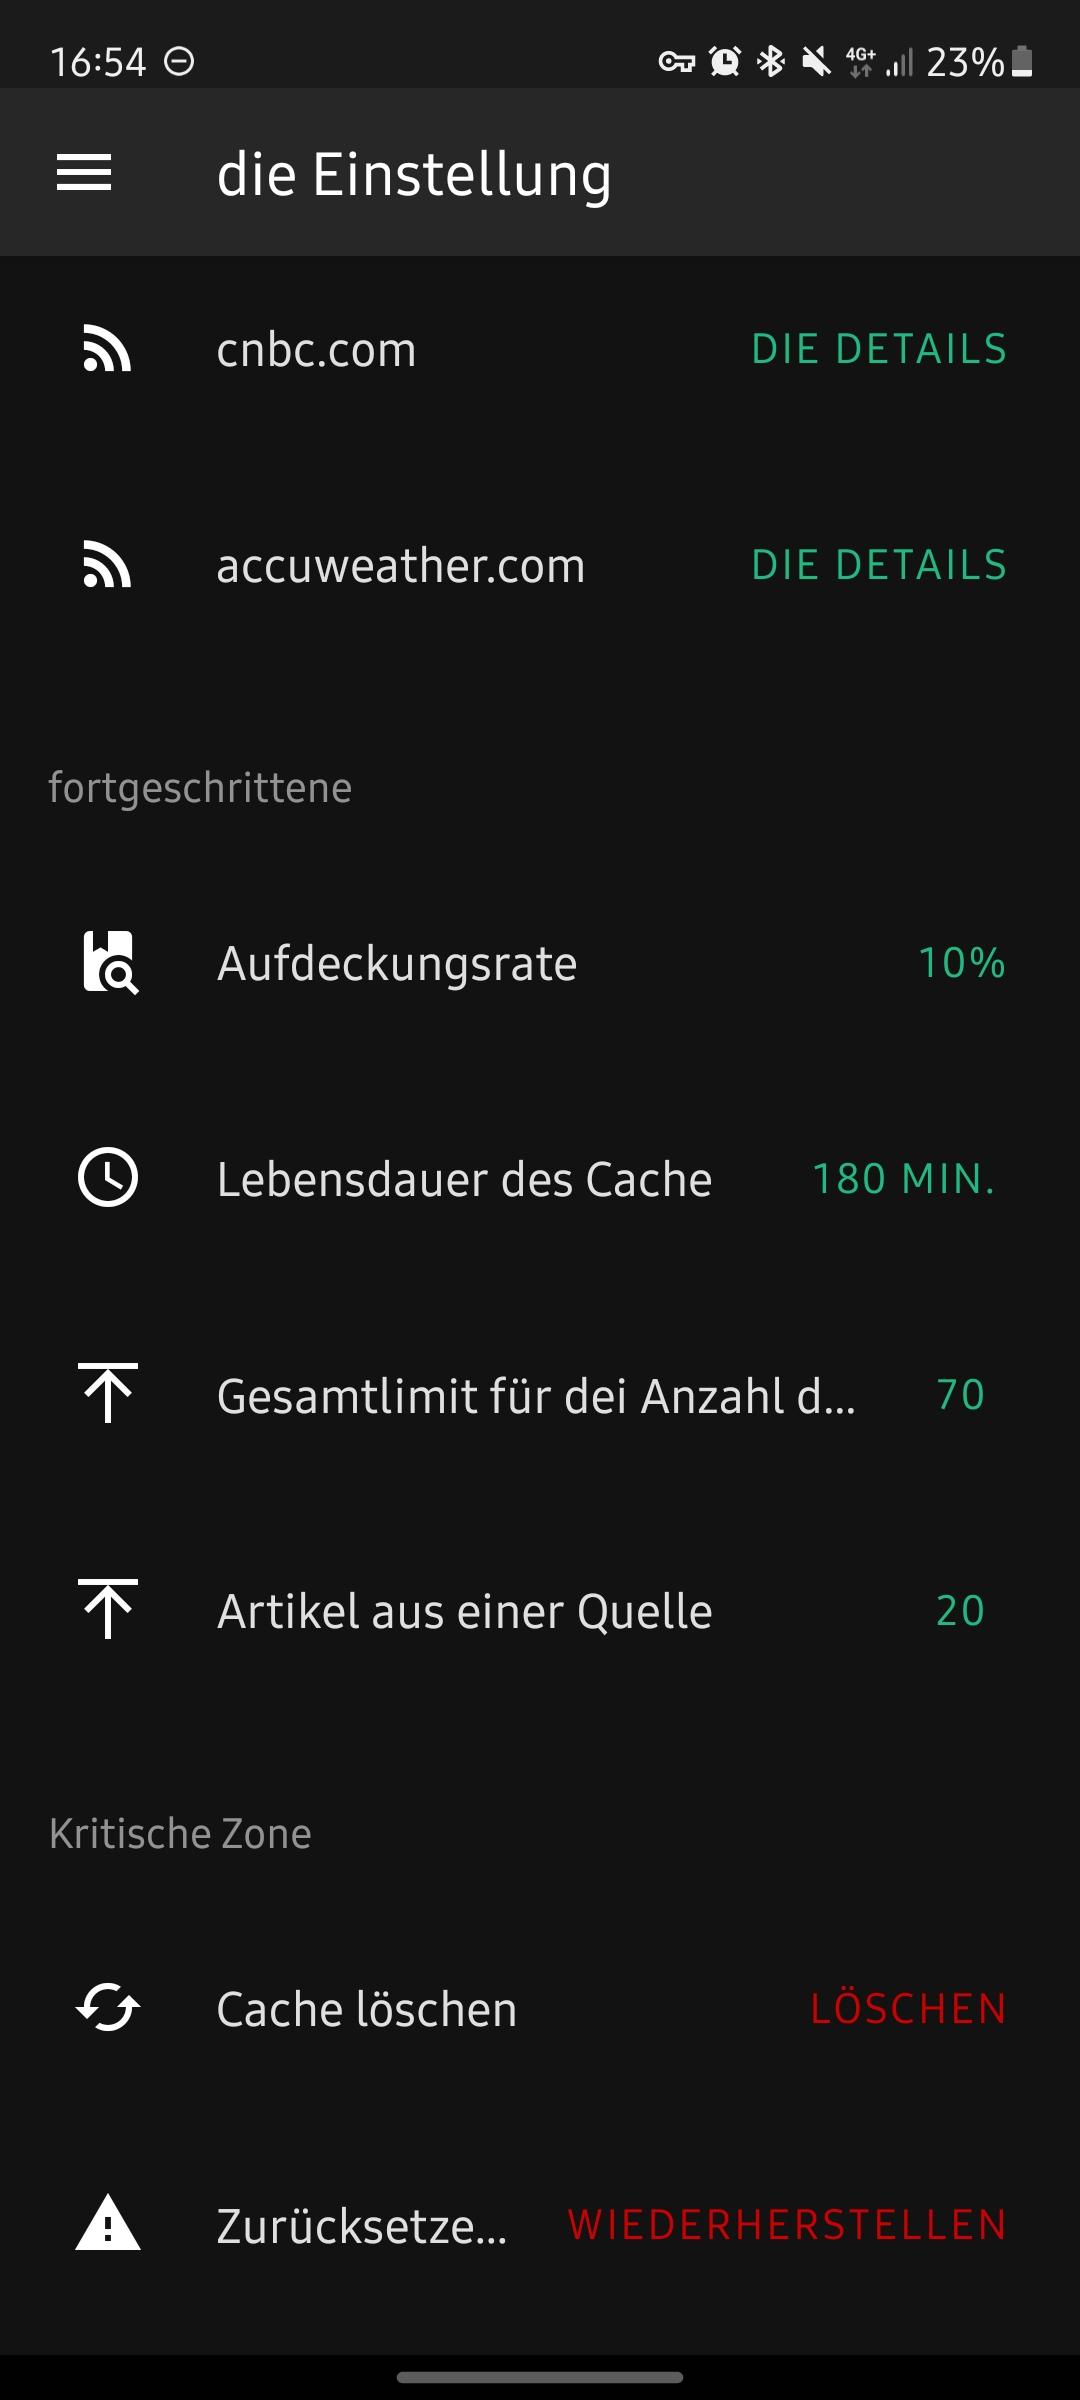 16:54 4G+ 23%
die Einstellung
cnbc.com DIE DETAILS
accuweather.com DIE DETAILS
fortgeschrittene
Aufdeckungsrate 10%
Lebensdauer des Cache 180 MIN.
Gesamtlimit für dei Anzahl d... 70
Artikel aus einer Quelle 20
Kritische Zone
Cache löschen LÖSCHEN
Zurücksetze... WIEDERHERSTELLEN